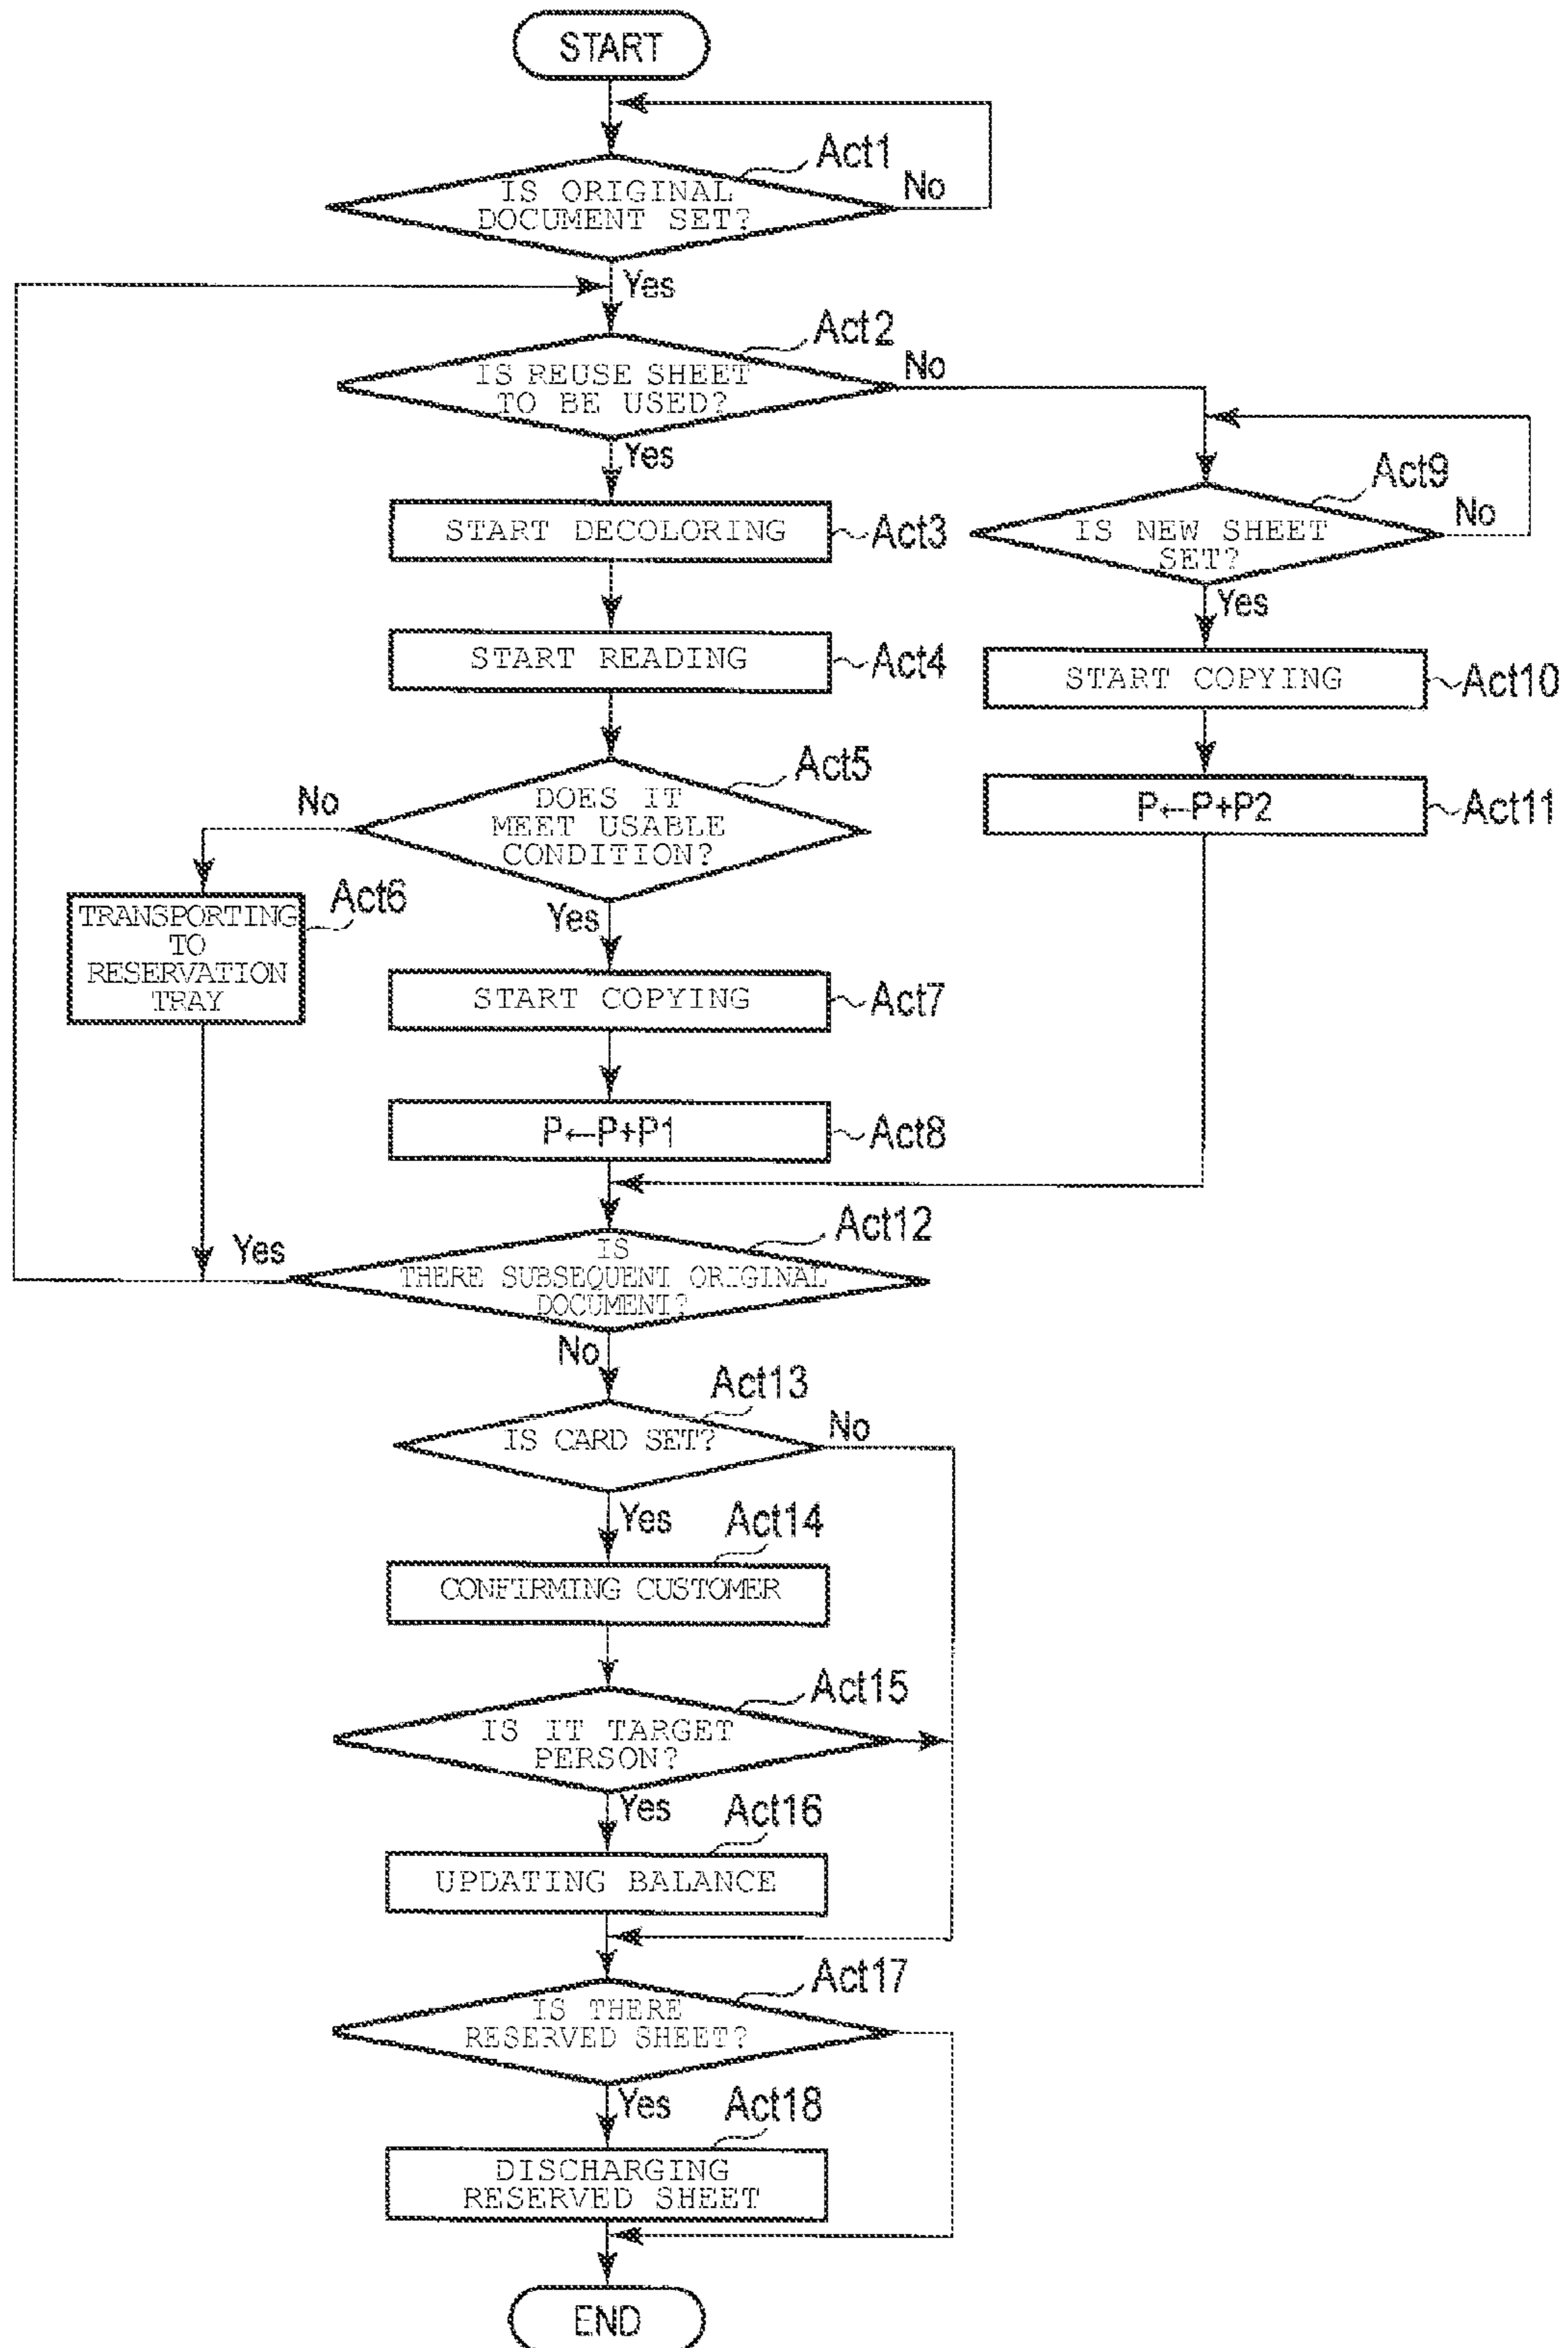 START
Act1
IS ORIGINAL
DOCUMENT SET?
No
Yes
Act2
IS REUSE SHEET
TO BE USED?
No
Yes
Act9
IS NEW SHEET
SET?
No
Yes
START DECOLORING
Act3
START READING
Act4
START COPYING
Act10
Act5
DOES IT
MEET USABLE
CONDITION?
No
Yes
P←P+P2
Act11
Act6
TRANSPORTING
TO
RESERVATION
TRAY
START COPYING
Act7
P←P+P1
Act8
Act12
IS
THERE SUBSEQUENT ORIGINAL
DOCUMENT?
Yes
No
Act13
IS CARD SET?
No
Yes
Act14
CONFIRMING CUSTOMER
Act15
IS IT TARGET
PERSON?
Yes
Act16
UPDATING BALANCE
Act17
IS THERE
RESERVED SHEET?
Yes
Act18
DISCHARGING
RESERVED SHEET
END